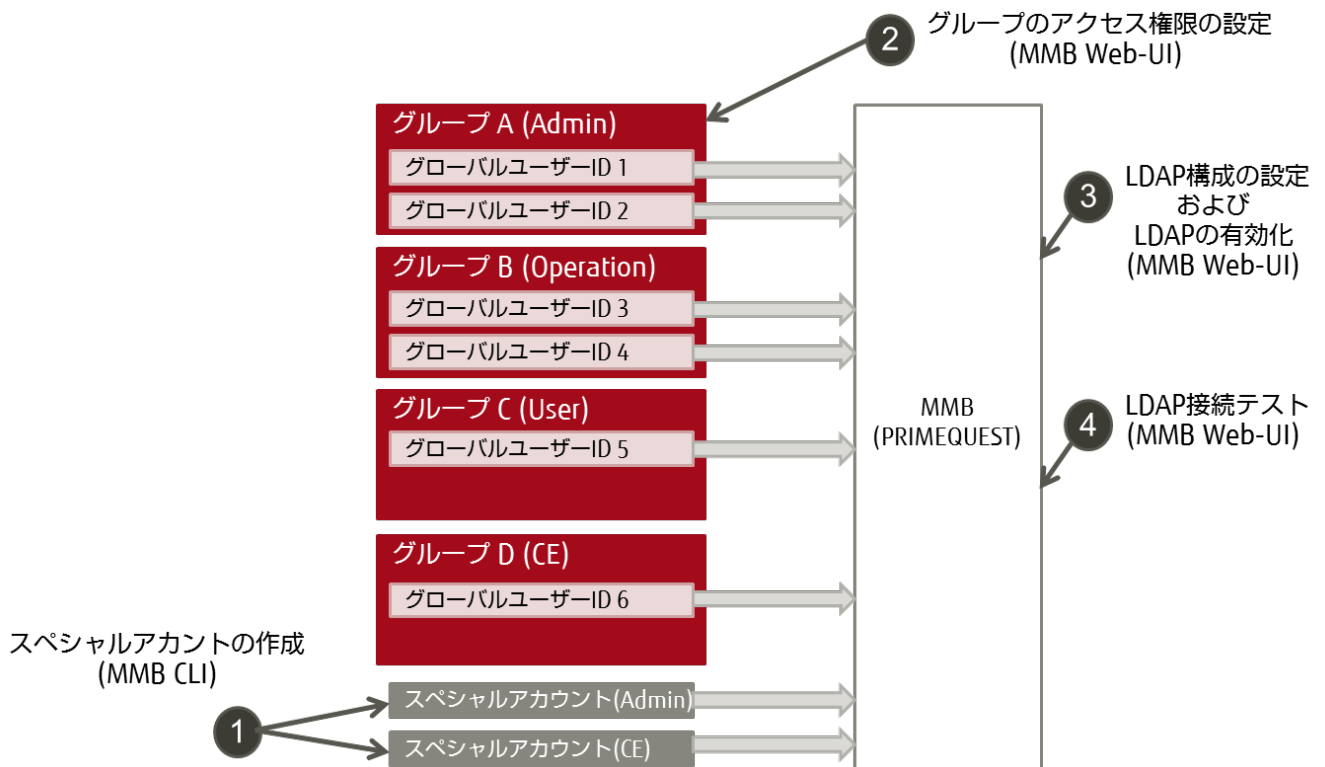 2
グループのアクセス権限の設定
(MMB Web-UI)
グループ A (Admin)
グローバルユーザーID 1
グローバルユーザーID 2
グループ B (Operation)
グローバルユーザーID 3
グローバルユーザーID 4
グループ C (User)
グローバルユーザーID 5
グループ D (CE)
グローバルユーザーID 6
MMB
(PRIMEQUEST)
3
LDAP構成の設定
および
LDAPの有効化
(MMB Web-UI)
4
LDAP接続テスト
(MMB Web-UI)
スペシャルアカントの作成
(MMB CLI)
1
スペシャルアカウント(Admin)
スペシャルアカウント(CE)